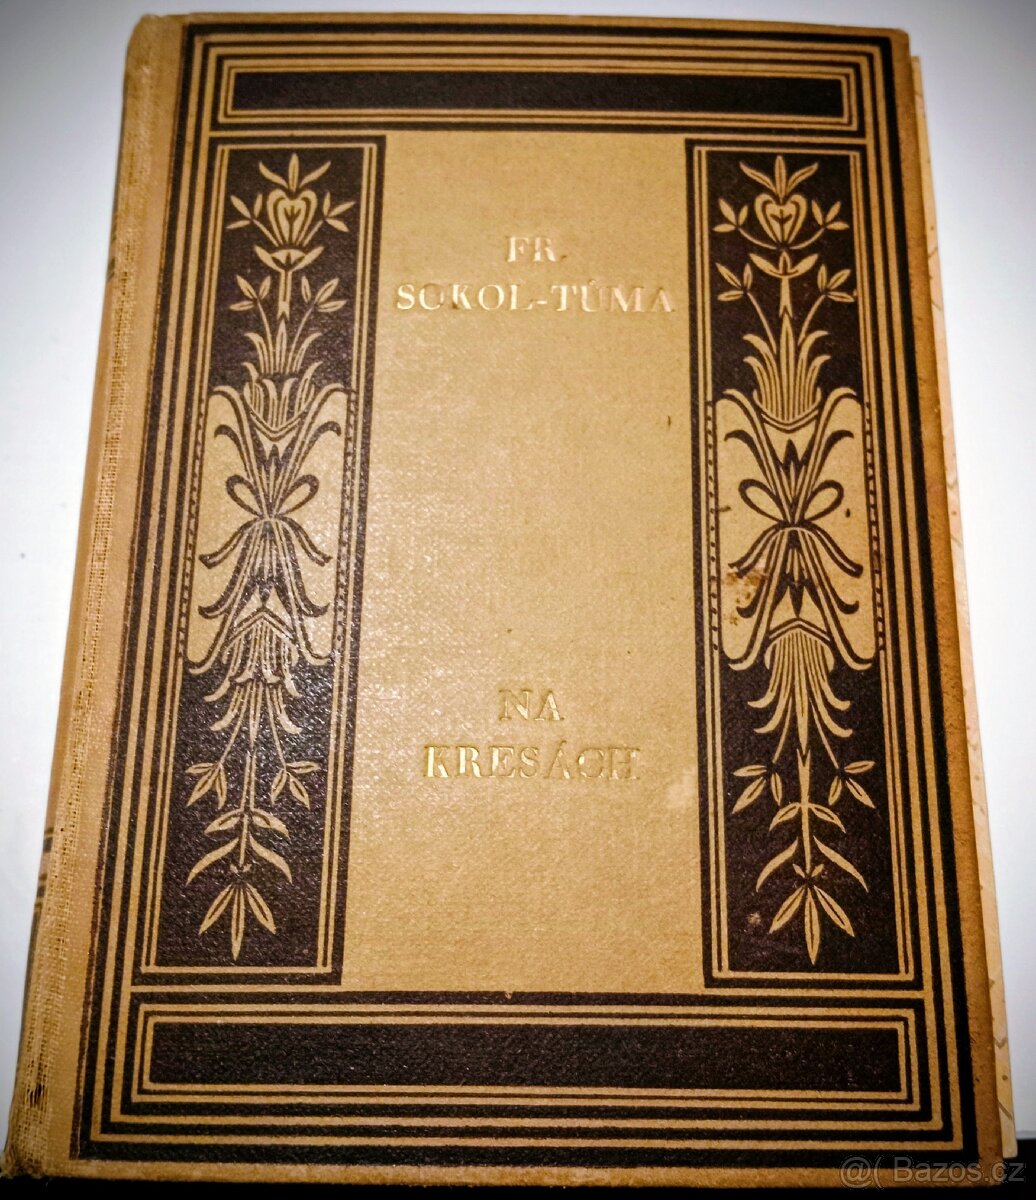 FR.
SOKOL-TŮMA
NA
KRESÁCH
@( Bazos.cz